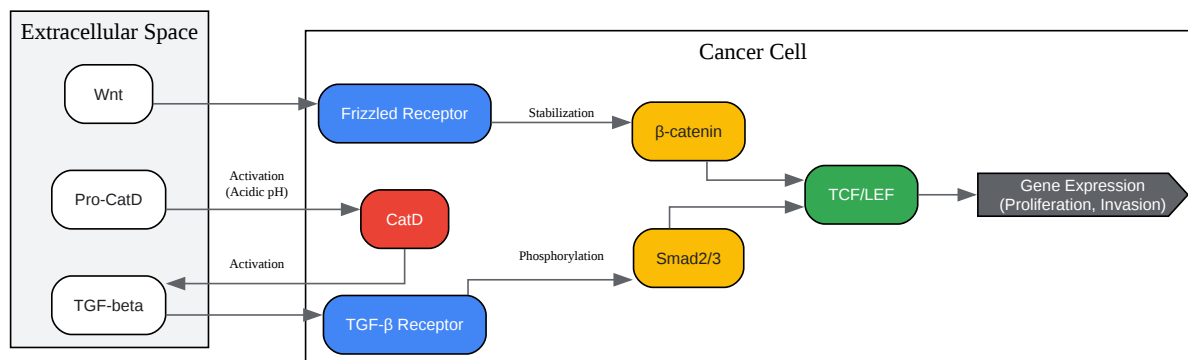 Extracellular Space
Cancer Cell
Wnt
Frizzled Receptor
Stabilization
β-catenin
Pro-CatD
Activation
(Acidic pH)
CatD
TCF/LEF
Gene Expression
(Proliferation, Invasion)
Activation
Phosphorylation
Smad2/3
TGF-beta
TGF-β Receptor